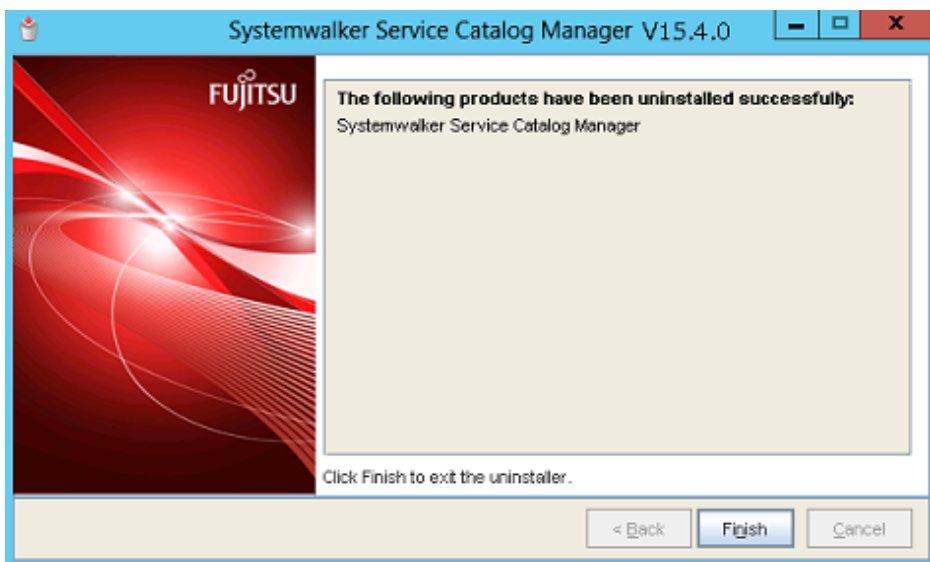 Systemwalker Service Catalog Manager V15.4.0
FUJITSU
The following products have been uninstalled successfully:
Systemwalker Service Catalog Manager
Click Finish to exit the uninstaller.
< Back Finish Cancel